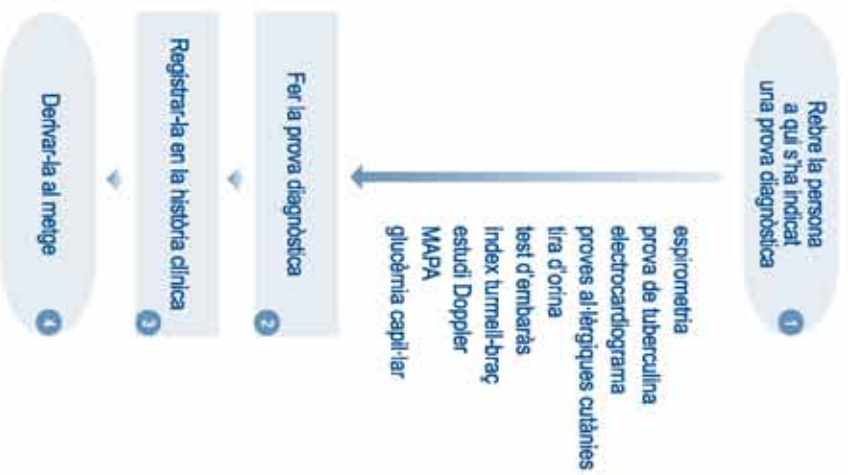 Rebre la persona
a qui s'ha indicat
una prova diagnòstica
1
espirometria
prova de tuberculina
electrocardiograma
proves al·lèrgiques cutànies
tira d'orina
test d'embaràs
índex turmell-braç
estudi Doppler
MAPA
glucèmia capil·lar
Fer la prova diagnòstica
2
Registrar-la en la història clínica
3
Derivar-la al metge
4